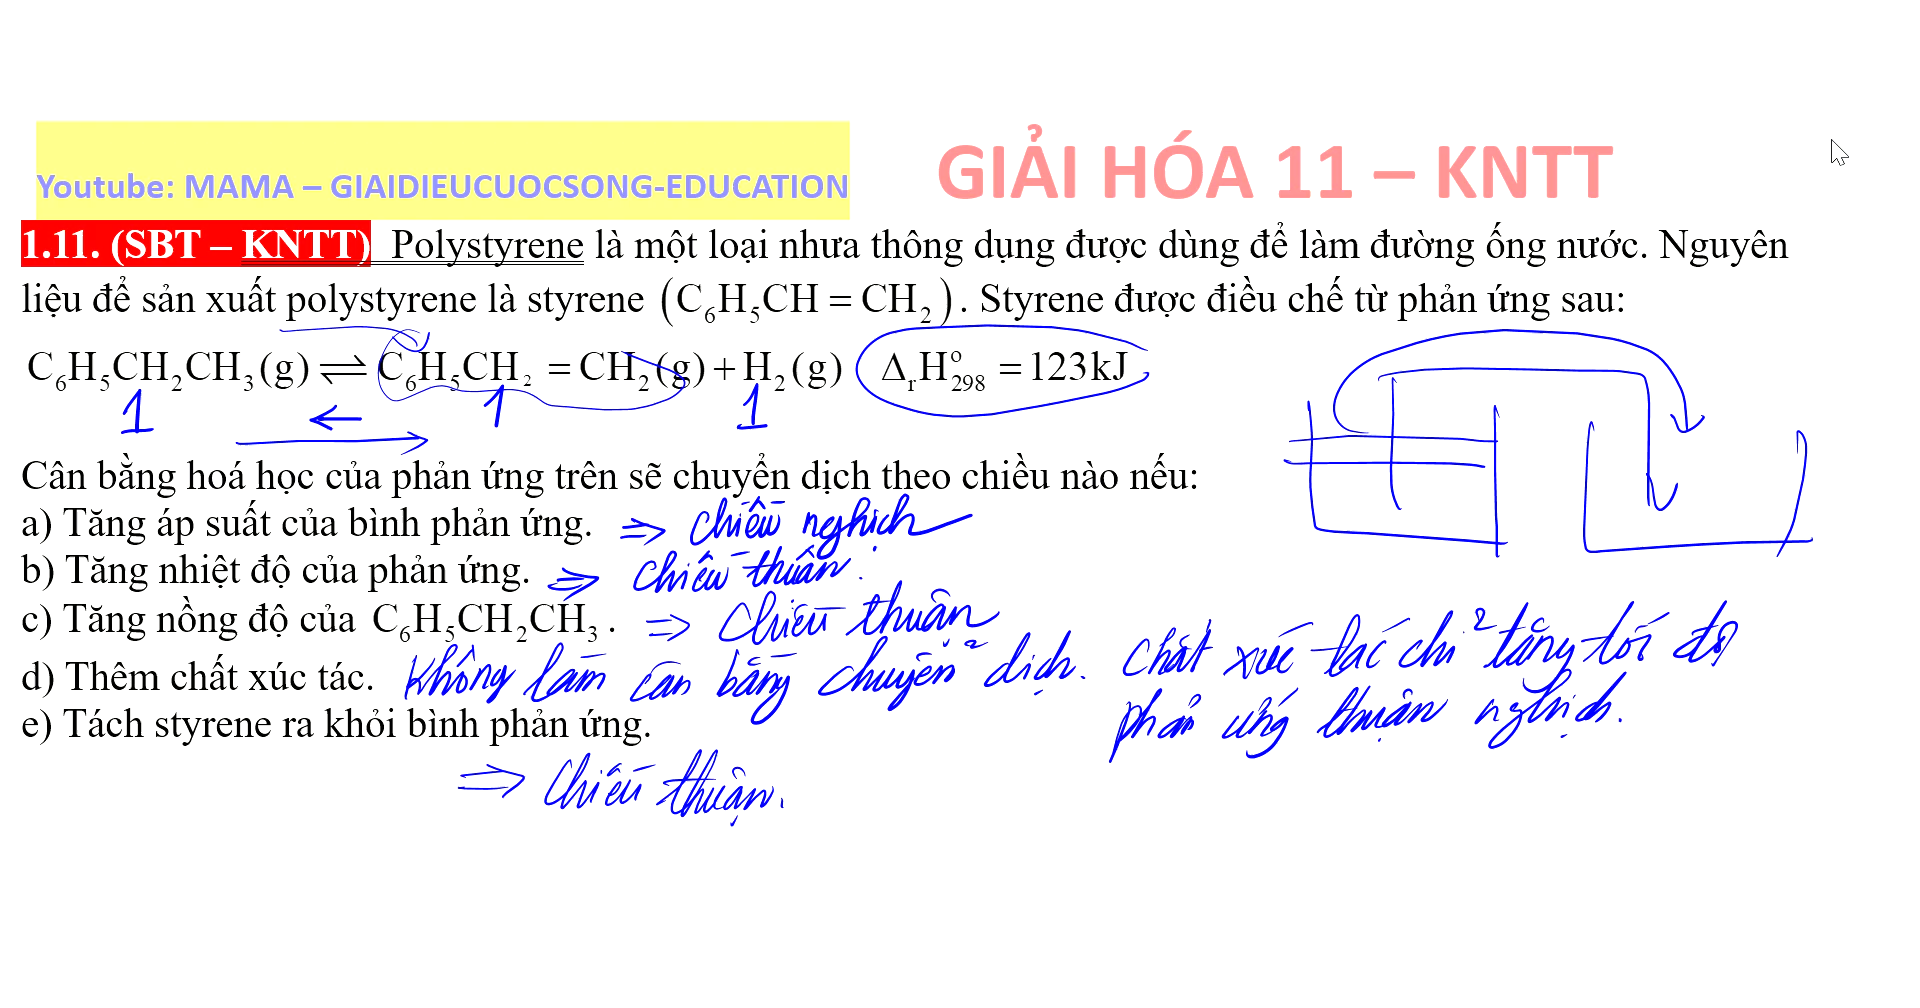 Youtube: MAMA – GIAIDIEUCUOCSONG-EDUCATION
GIẢI HÓA 11 – KNTT
1.11. (SBT – KNTT) Polystyrene là một loại nhưa thông dụng được dùng để làm đường ống nước. Nguyên
liệu để sản xuất polystyrene là styrene (C₆H₅CH = CH₂). Styrene được điều chế từ phản ứng sau:
C₆H₅CH₂CH₃(g) ⇌ C₆H₅CH₂ = CH₂(g) + H₂(g) ΔᵣH°₂₉₈ = 123kJ
1 ← 1 1
Cân bằng hoá học của phản ứng trên sẽ chuyển dịch theo chiều nào nếu:
a) Tăng áp suất của bình phản ứng. ⇒ chiều nghịch
b) Tăng nhiệt độ của phản ứng. ⇒ chiều thuận.
c) Tăng nồng độ của C₆H₅CH₂CH₃. ⇒ Chiều thuận
d) Thêm chất xúc tác. Không làm cân bằng chuyển dịch. Chất xúc tác chỉ tăng tốc độ
phản ứng thuận nghịch.
e) Tách styrene ra khỏi bình phản ứng.
⇒ Chiều thuận.